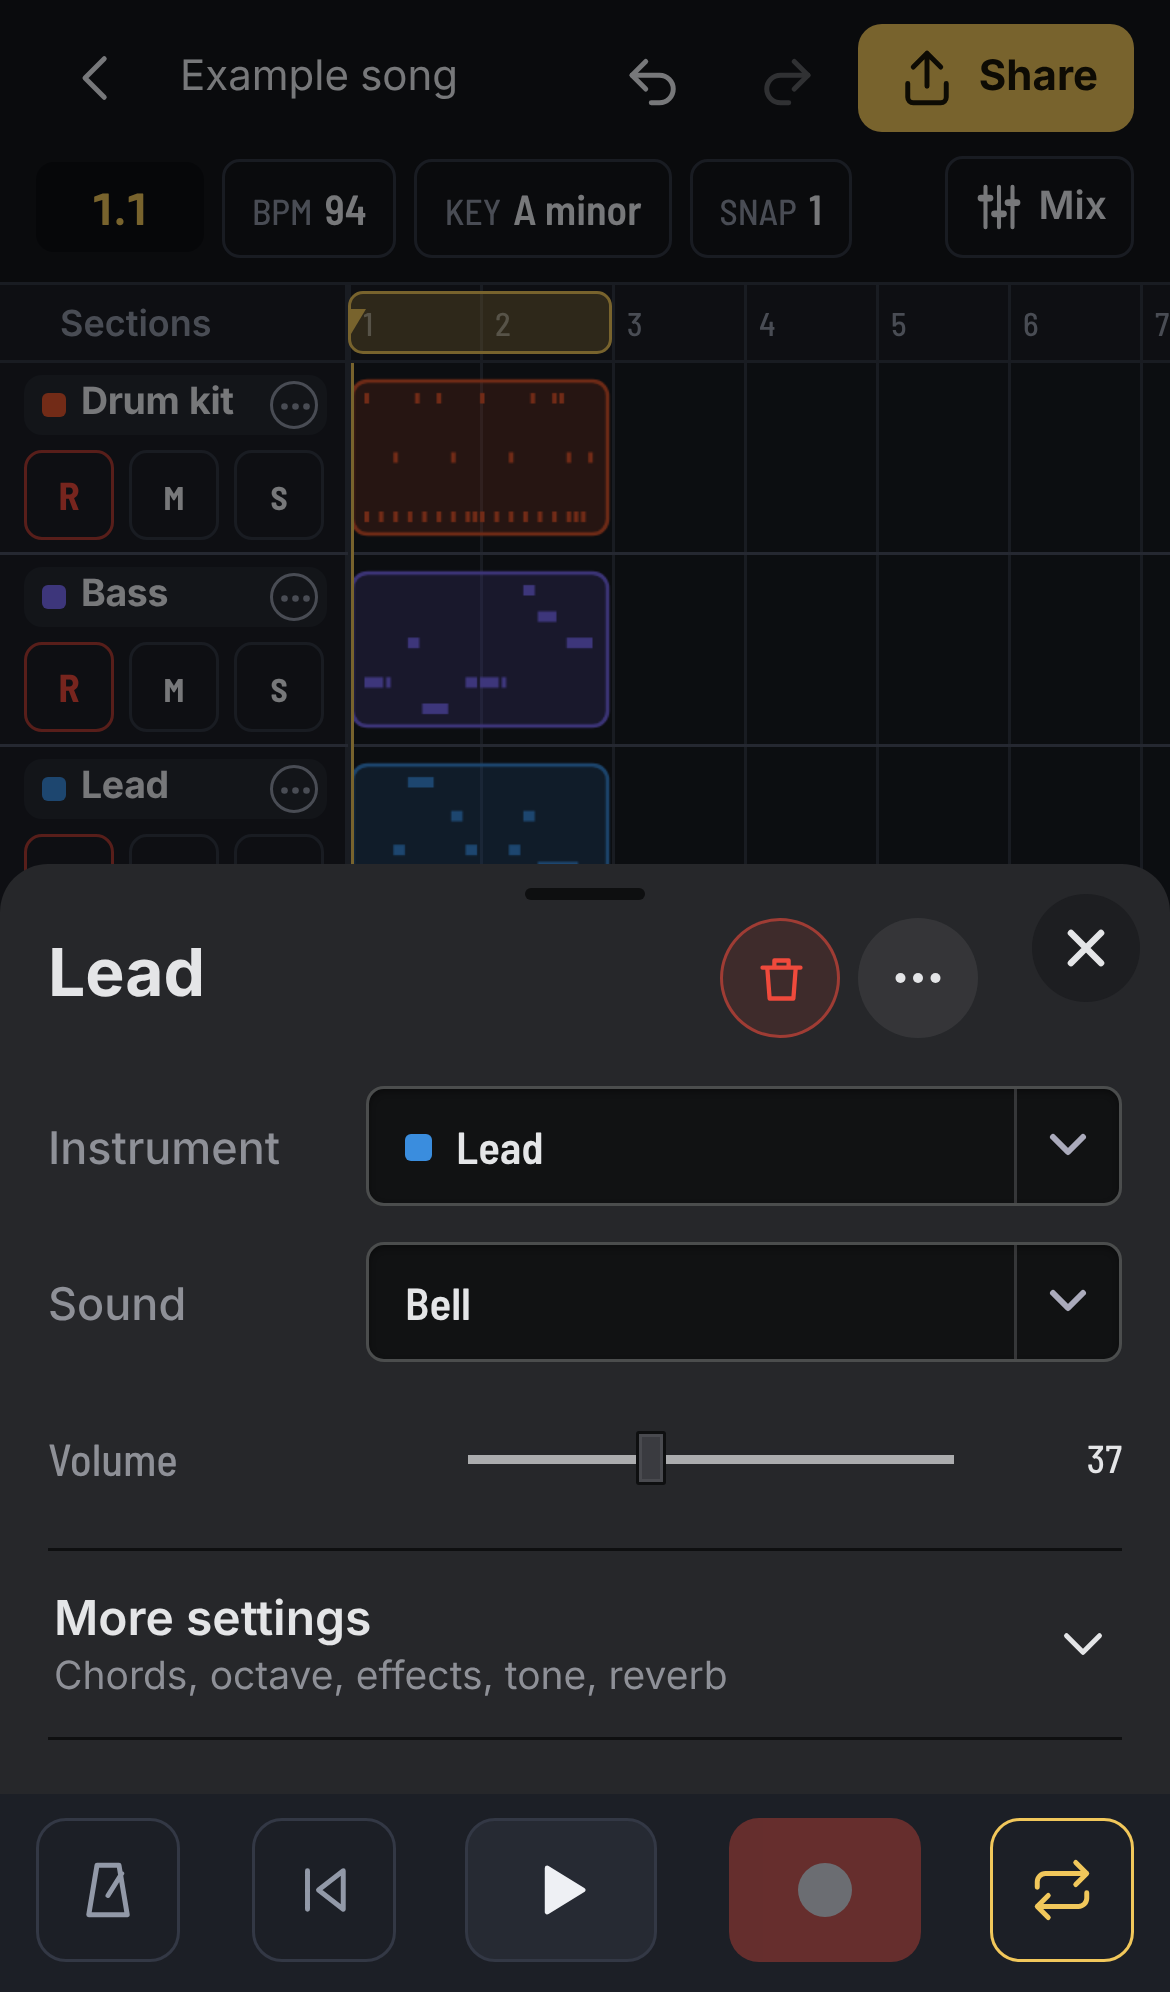 Example song
Share
1.1
BPM 94
KEY A minor
SNAP 1
Mix
Sections
1 2 3 4 5 6 7
Drum kit
R M S
Bass
R M S
Lead
Lead
Instrument
Lead
Sound
Bell
Volume
37
More settings
Chords, octave, effects, tone, reverb